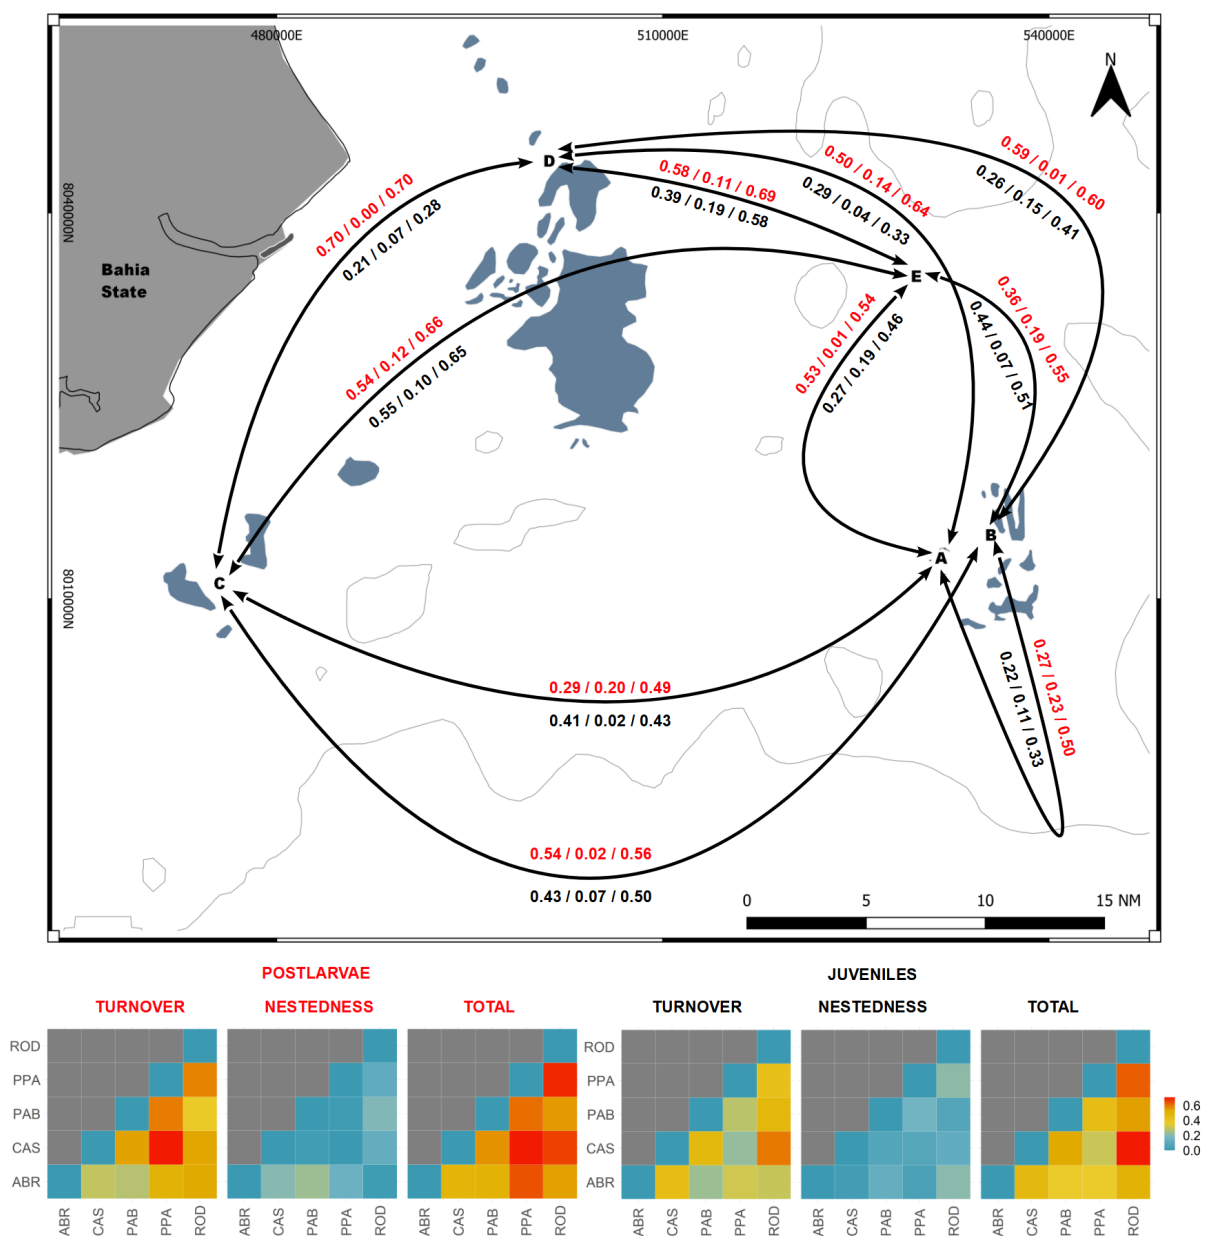 480000E
510000E
540000E
N
D
0.59 / 0.01 / 0.60
0.26 / 0.15 / 0.41
0.50 / 0.14 / 0.64
0.29 / 0.04 / 0.33
0.58 / 0.11 / 0.69
0.39 / 0.19 / 0.58
0.70 / 0.00 / 0.70
0.21 / 0.07 / 0.28
8040000N
Bahia
State
E
0.36 / 0.19 / 0.55
0.44 / 0.07 / 0.51
0.53 / 0.01 / 0.54
0.27 / 0.19 / 0.46
0.54 / 0.12 / 0.66
0.55 / 0.10 / 0.65
B
A
C
8010000N
0.27 / 0.23 / 0.50
0.22 / 0.11 / 0.33
0.29 / 0.20 / 0.49
0.41 / 0.02 / 0.43
0.54 / 0.02 / 0.56
0.43 / 0.07 / 0.50
0 5 10 15 NM
POSTLARVAE
JUVENILES
TURNOVER NESTEDNESS TOTAL
TURNOVER NESTEDNESS TOTAL
ROD
PPA
PAB
CAS
ABR
ABR CAS PAB PPA ROD
ABR CAS PAB PPA ROD
ABR CAS PAB PPA ROD
ROD
PPA
PAB
CAS
ABR
ABR CAS PAB PPA ROD
ABR CAS PAB PPA ROD
ABR CAS PAB PPA ROD
0.6
0.4
0.2
0.0